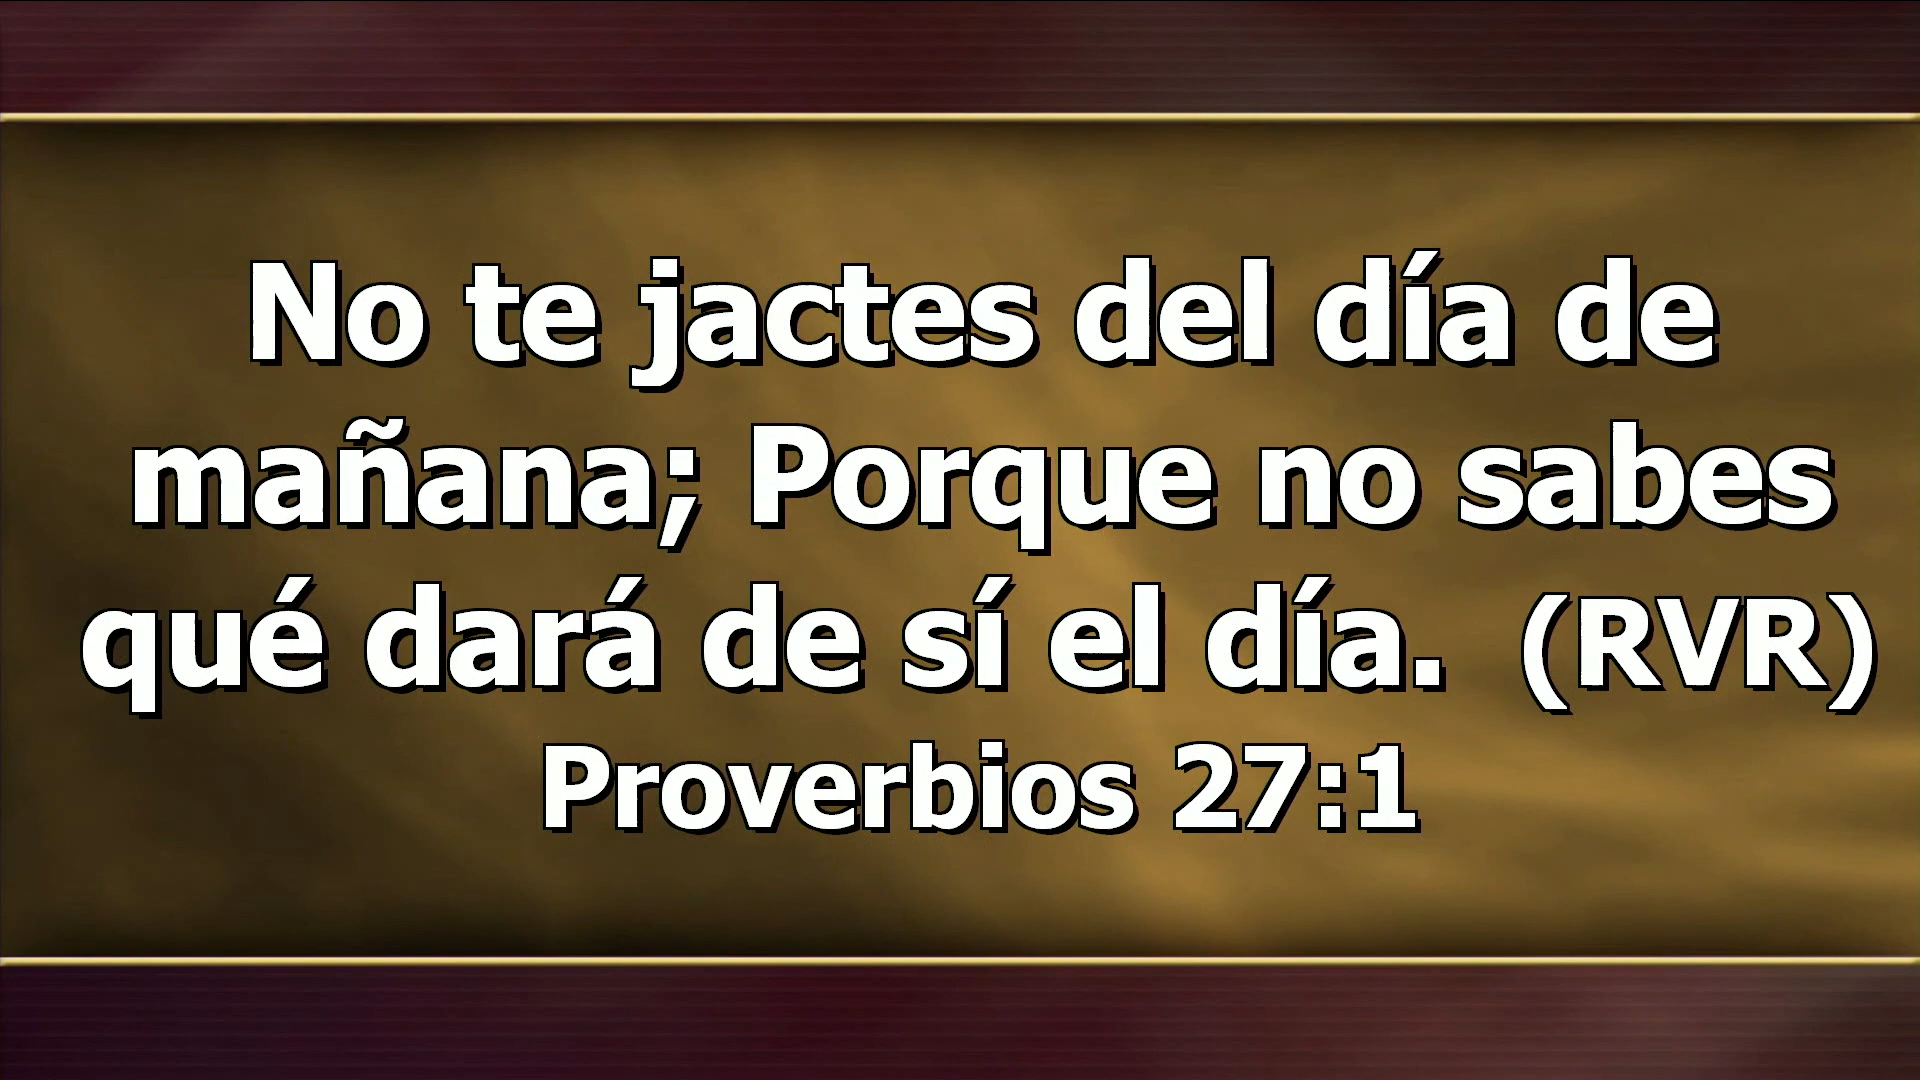 No te jactes del día de
mañana; Porque no sabes
qué dará de sí el día.  (RVR)
Proverbios 27:1